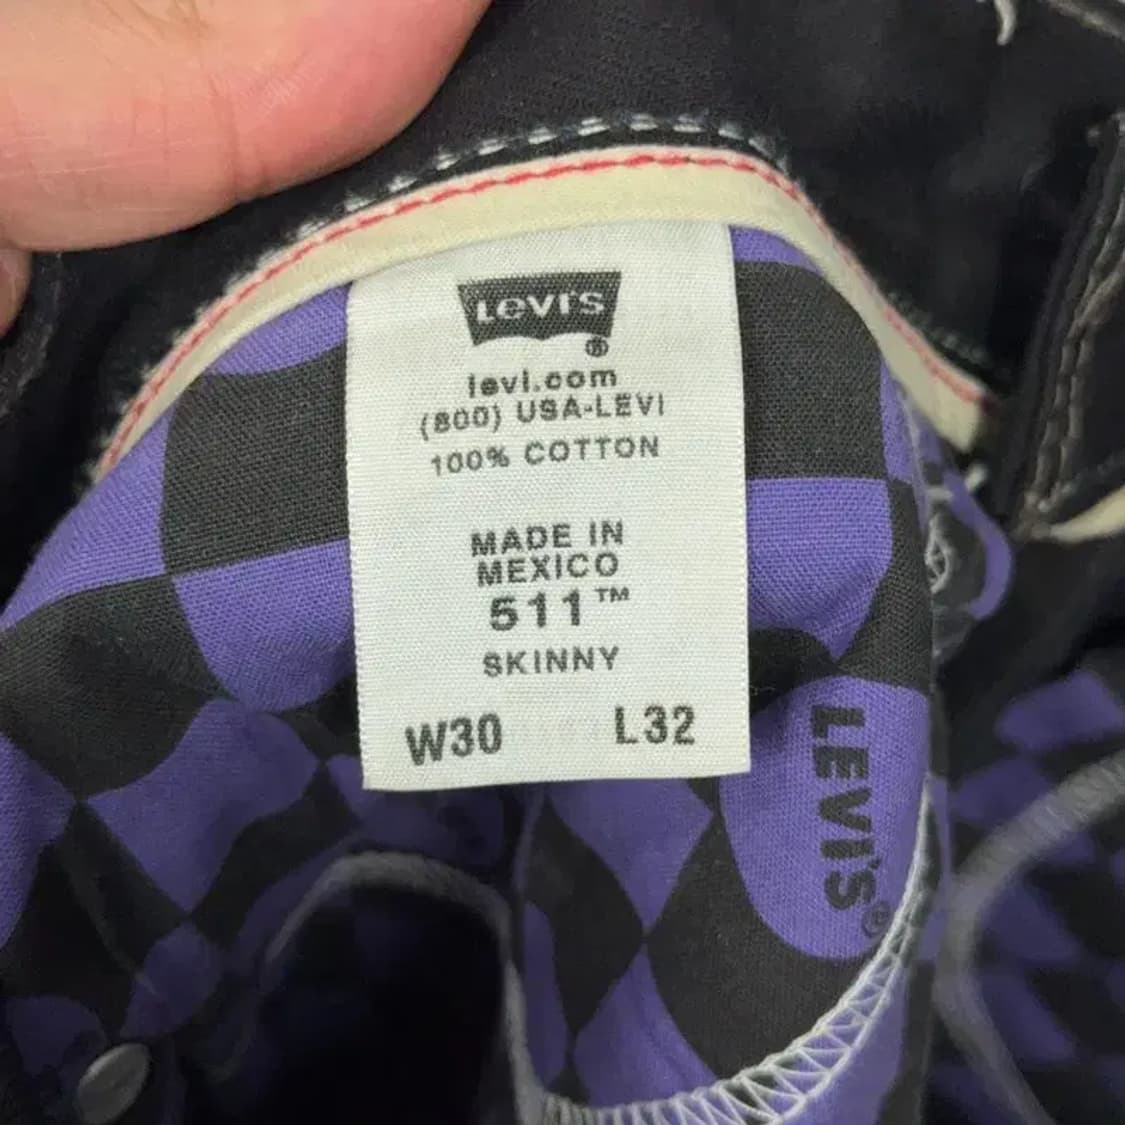 LEVI'S
®
levi.com
(800) USA-LEVI
100% COTTON
MADE IN
MEXICO
511™
SKINNY
W30 L32
LEVI'S®